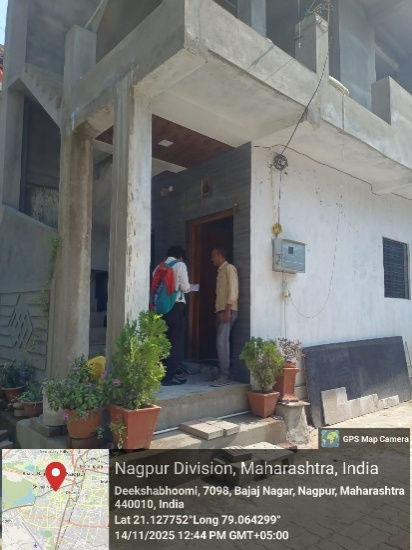 GPS Map Camera
Nagpur Division, Maharashtra, India
Deekshabhoomi, 7098, Bajaj Nagar, Nagpur, Maharashtra
440010, India
Lat 21.127752°Long 79.064299°
14/11/2025 12:44 PM GMT+05:00